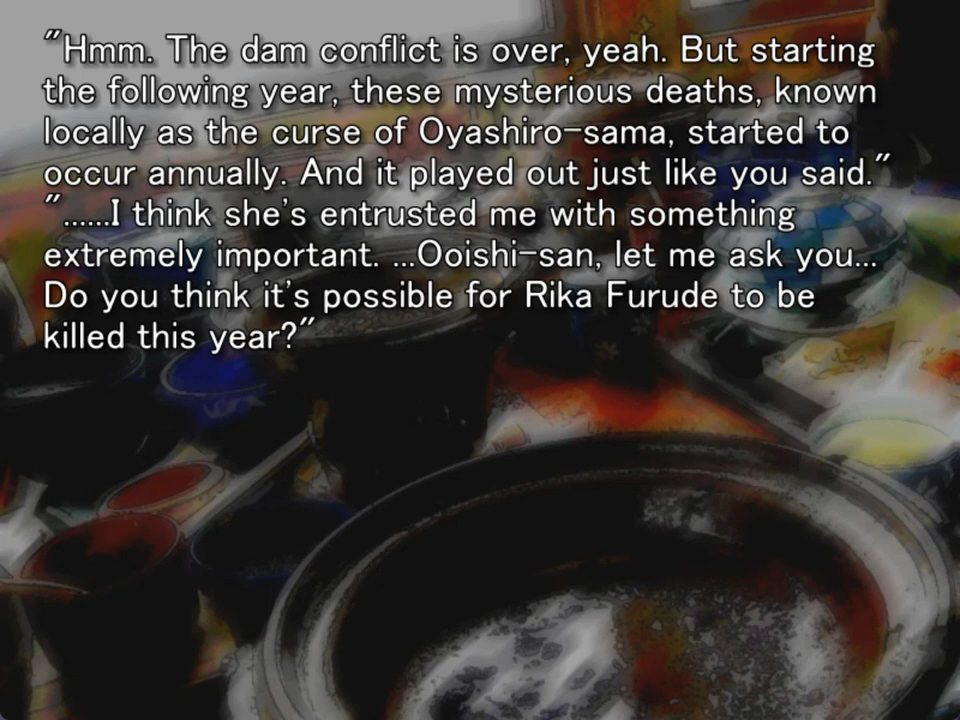 "Hmm. The dam conflict is over, yeah. But starting
the following year, these mysterious deaths, known
locally as the curse of Oyashiro-sama, started to
occur annually. And it played out just like you said."
"......I think she's entrusted me with something
extremely important. ...Ooishi-san, let me ask you...
Do you think it's possible for Rika Furude to be
killed this year?"